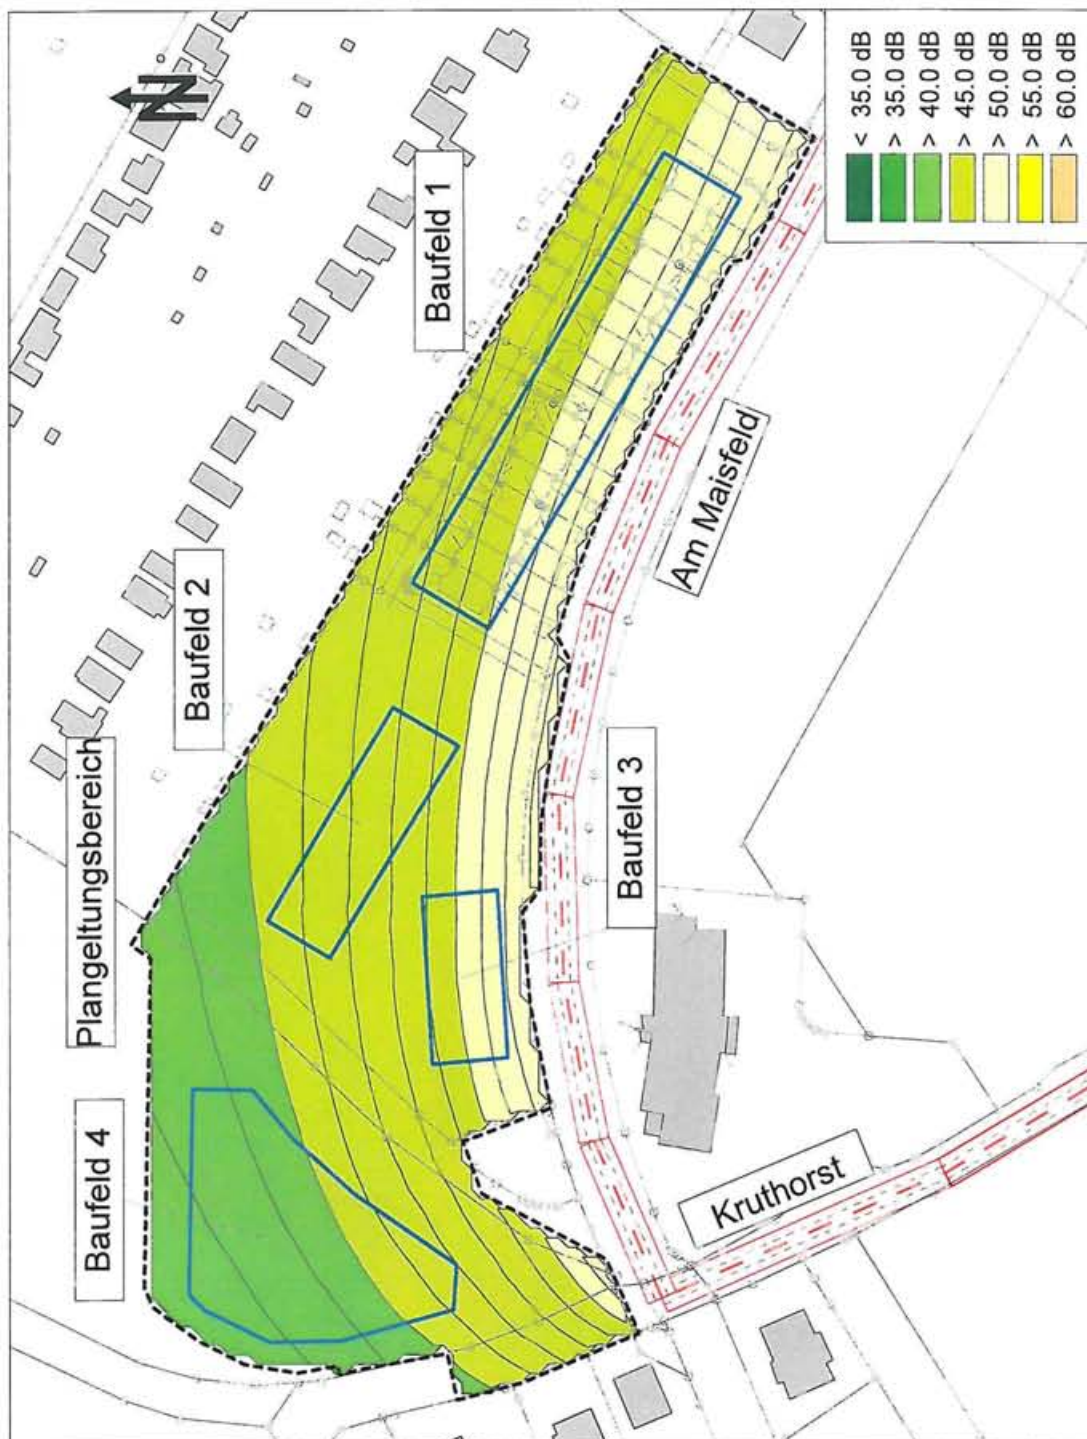 Baufeld 4
Plangeltungsbereich
Baufeld 2
Baufeld 1
Baufeld 3
Am Maisfeld
Kruthorst
< 35.0 dB
> 35.0 dB
> 40.0 dB
> 45.0 dB
> 50.0 dB
> 55.0 dB
> 60.0 dB
N